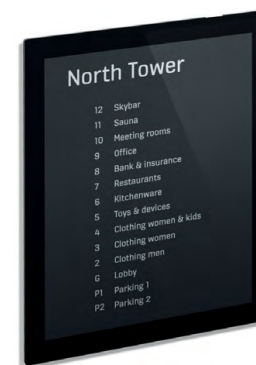 North Tower
12 Skybar
11 Sauna
10 Meeting rooms
9 Office
8 Bank & insurance
7 Restaurants
6 Kitchenware
5 Toys & devices
4 Clothing women & kids
3 Clothing women
2 Clothing men
G Lobby
P1 Parking 1
P2 Parking 2